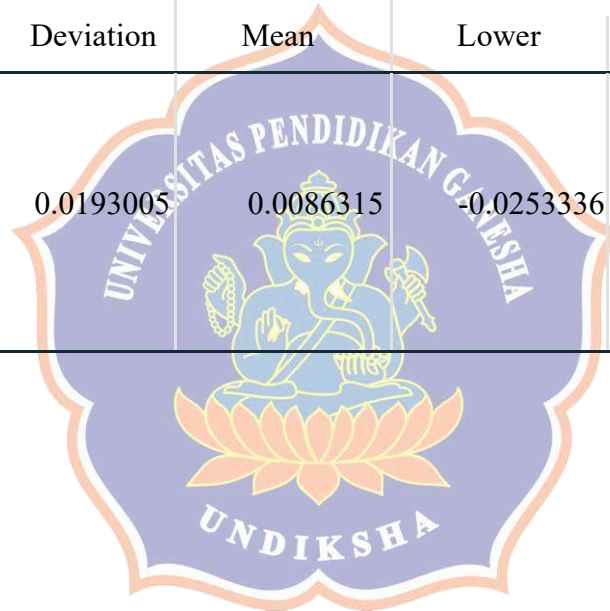 Deviation Mean Lower
UNIVERSITAS PENDIDIKAN GANESHA
0.0193005 0.0086315 -0.0253336
UNDIKSHA